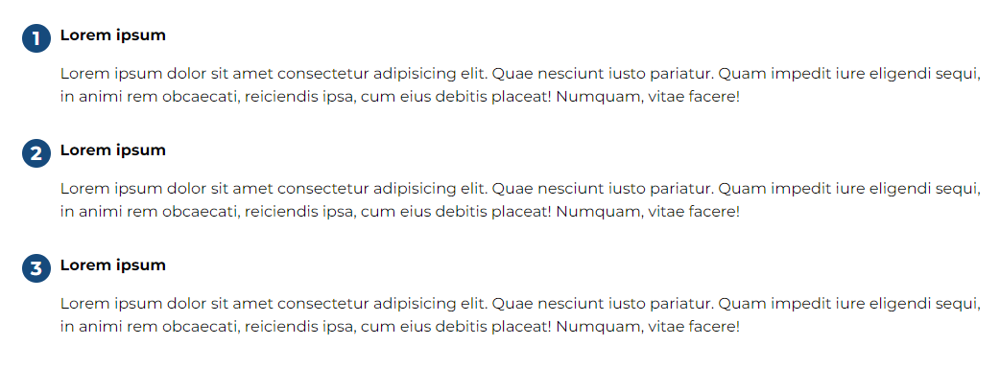 1 Lorem ipsum
Lorem ipsum dolor sit amet consectetur adipisicing elit. Quae nesciunt iusto pariatur. Quam impedit iure eligendi sequi,
in animi rem obcaecati, reiciendis ipsa, cum eius debitis placeat! Numquam, vitae facere!
2 Lorem ipsum
Lorem ipsum dolor sit amet consectetur adipisicing elit. Quae nesciunt iusto pariatur. Quam impedit iure eligendi sequi,
in animi rem obcaecati, reiciendis ipsa, cum eius debitis placeat! Numquam, vitae facere!
3 Lorem ipsum
Lorem ipsum dolor sit amet consectetur adipisicing elit. Quae nesciunt iusto pariatur. Quam impedit iure eligendi sequi,
in animi rem obcaecati, reiciendis ipsa, cum eius debitis placeat! Numquam, vitae facere!